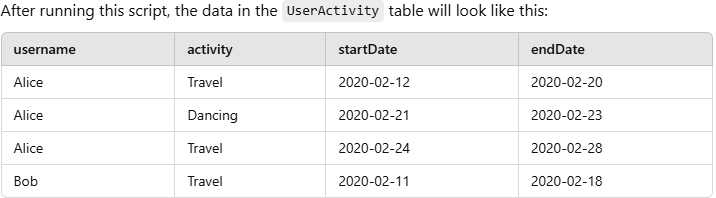 After running this script, the data in the UserActivity table will look like this:
username activity startDate endDate
Alice Travel 2020-02-12 2020-02-20
Alice Dancing 2020-02-21 2020-02-23
Alice Travel 2020-02-24 2020-02-28
Bob Travel 2020-02-11 2020-02-18